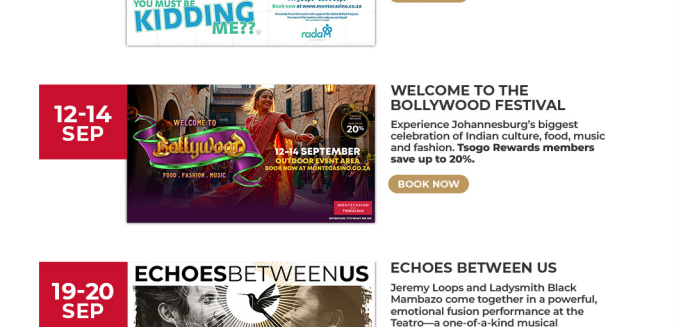 YOU MUST BE
KIDDING
ME??
Book now at www.montecasino.co.za
radaM
12-14
SEP
WELCOME TO
Bollywood
FOOD . FASHION . MUSIC
20%
12-14 SEPTEMBER
OUTDOOR EVENT AREA
BOOK NOW AT MONTECASINO.CO.ZA
MONTECASINO
TSOGO SUN
WELCOME TO THE
BOLLYWOOD FESTIVAL
Experience Johannesburg's biggest
celebration of Indian culture, food, music
and fashion. Tsogo Rewards members
save up to 20%.
BOOK NOW
19-20
SEP
ECHOESBETWEENUS
ECHOES BETWEEN US
Jeremy Loops and Ladysmith Black
Mambazo come together in a powerful,
emotional fusion performance at the
Teatro—a one-of-a-kind musical